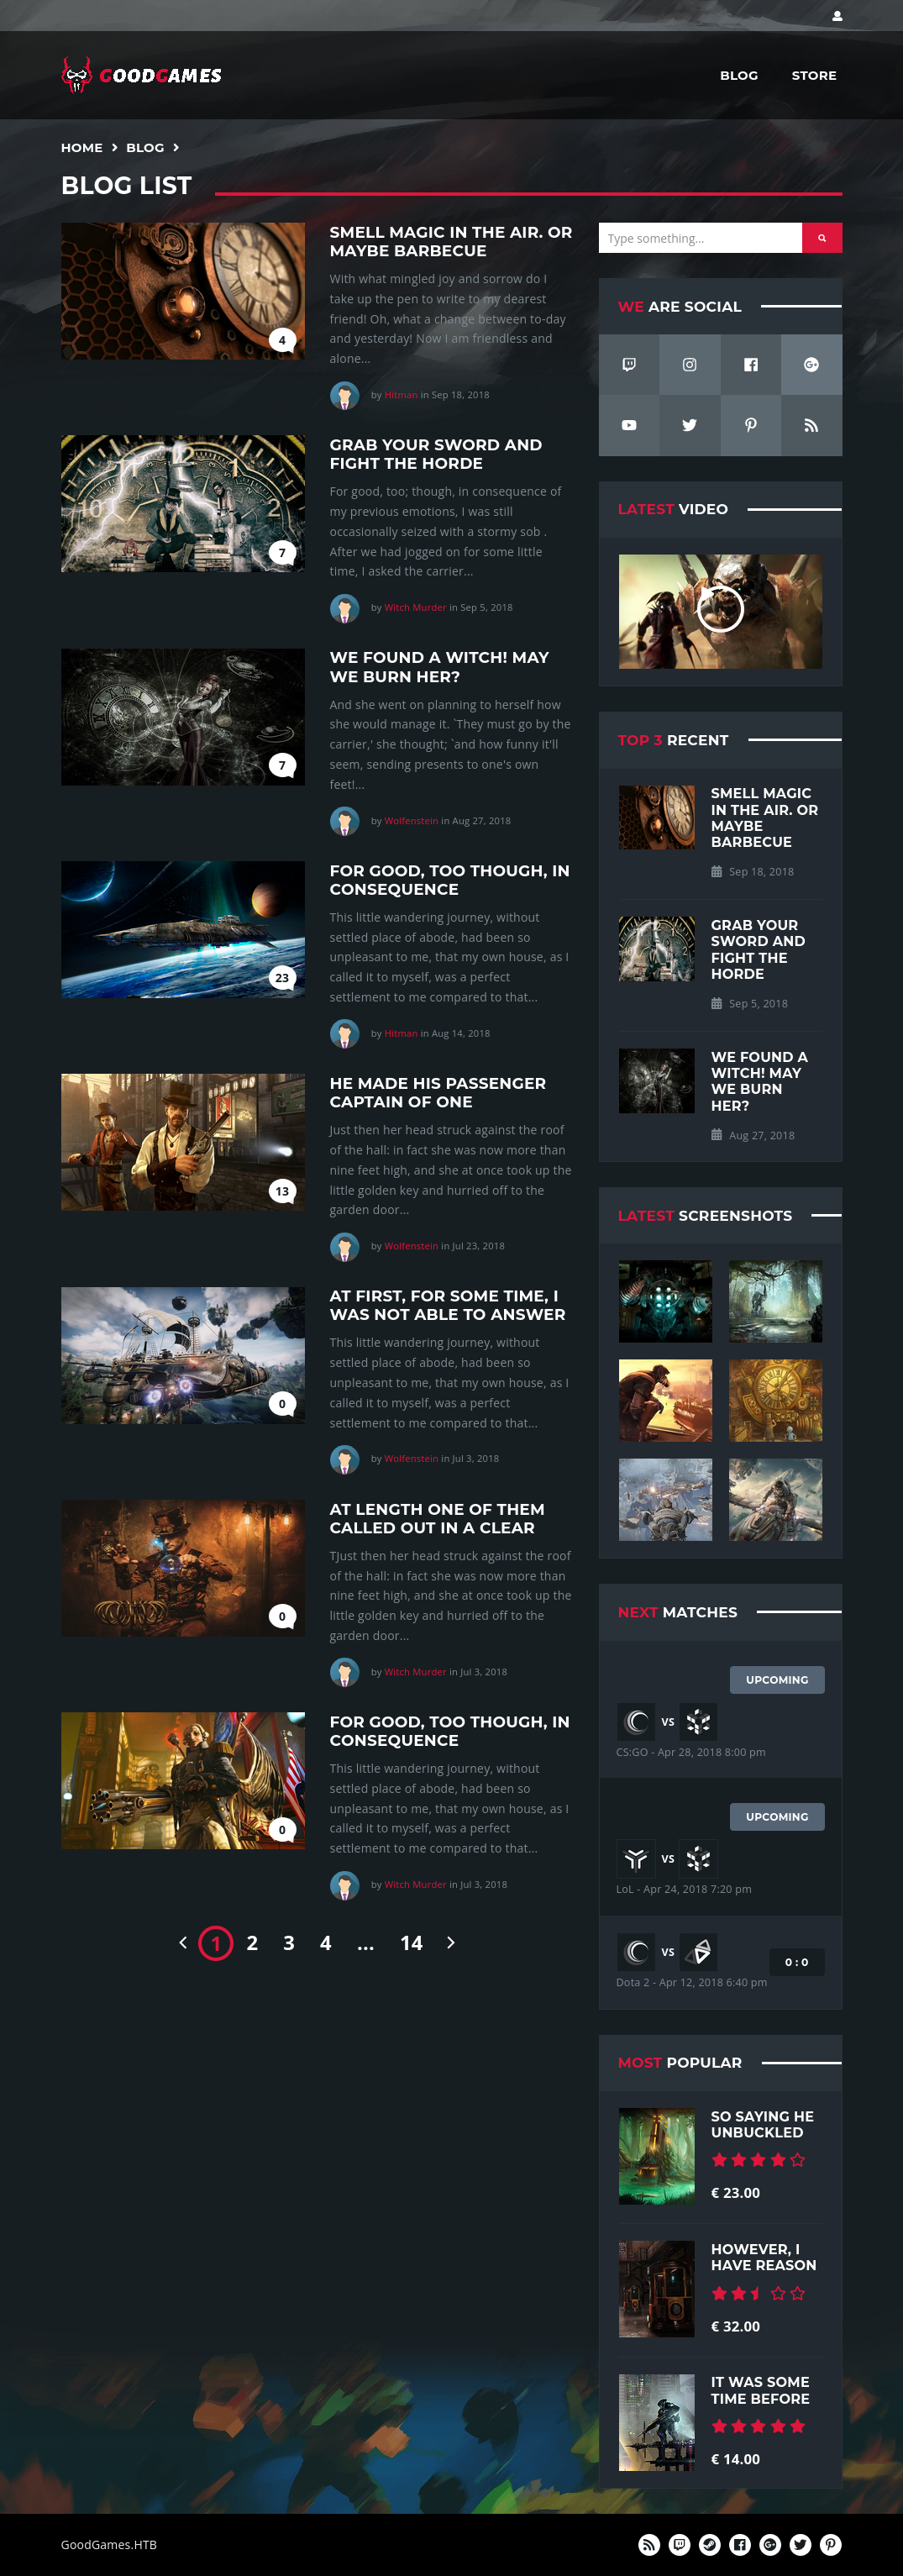 GOODGAMES
BLOG
STORE
HOME
BLOG
BLOG LIST
4
SMELL MAGIC IN THE AIR. OR
MAYBE BARBECUE
With what mingled joy and sorrow do I
take up the pen to write to my dearest
friend! Oh, what a change between to-day
and yesterday! Now I am friendless and
alone...
by Hitman in Sep 18, 2018
7
GRAB YOUR SWORD AND
FIGHT THE HORDE
For good, too; though, in consequence of
my previous emotions, I was still
occasionally seized with a stormy sob .
After we had jogged on for some little
time, I asked the carrier...
by Witch Murder in Sep 5, 2018
7
WE FOUND A WITCH! MAY
WE BURN HER?
And she went on planning to herself how
she would manage it. `They must go by the
carrier,' she thought; `and how funny it'll
seem, sending presents to one's own
feet!...
by Wolfenstein in Aug 27, 2018
23
FOR GOOD, TOO THOUGH, IN
CONSEQUENCE
This little wandering journey, without
settled place of abode, had been so
unpleasant to me, that my own house, as I
called it to myself, was a perfect
settlement to me compared to that...
by Hitman in Aug 14, 2018
13
HE MADE HIS PASSENGER
CAPTAIN OF ONE
Just then her head struck against the roof
of the hall: in fact she was now more than
nine feet high, and she at once took up the
little golden key and hurried off to the
garden door...
by Wolfenstein in Jul 23, 2018
0
AT FIRST, FOR SOME TIME, I
WAS NOT ABLE TO ANSWER
This little wandering journey, without
settled place of abode, had been so
unpleasant to me, that my own house, as I
called it to myself, was a perfect
settlement to me compared to that...
by Wolfenstein in Jul 3, 2018
0
AT LENGTH ONE OF THEM
CALLED OUT IN A CLEAR
TJust then her head struck against the roof
of the hall: in fact she was now more than
nine feet high, and she at once took up the
little golden key and hurried off to the
garden door...
by Witch Murder in Jul 3, 2018
0
FOR GOOD, TOO THOUGH, IN
CONSEQUENCE
This little wandering journey, without
settled place of abode, had been so
unpleasant to me, that my own house, as I
called it to myself, was a perfect
settlement to me compared to that...
by Witch Murder in Jul 3, 2018
1 2 3 4 ... 14
Type something...
WE ARE SOCIAL
LATEST VIDEO
TOP 3 RECENT
SMELL MAGIC
IN THE AIR. OR
MAYBE
BARBECUE
Sep 18, 2018
GRAB YOUR
SWORD AND
FIGHT THE
HORDE
Sep 5, 2018
WE FOUND A
WITCH! MAY
WE BURN
HER?
Aug 27, 2018
LATEST SCREENSHOTS
NEXT MATCHES
UPCOMING
VS
CS:GO - Apr 28, 2018 8:00 pm
UPCOMING
VS
LoL - Apr 24, 2018 7:20 pm
VS
0 : 0
Dota 2 - Apr 12, 2018 6:40 pm
MOST POPULAR
SO SAYING HE
UNBUCKLED
€ 23.00
HOWEVER, I
HAVE REASON
€ 32.00
IT WAS SOME
TIME BEFORE
€ 14.00
GoodGames.HTB